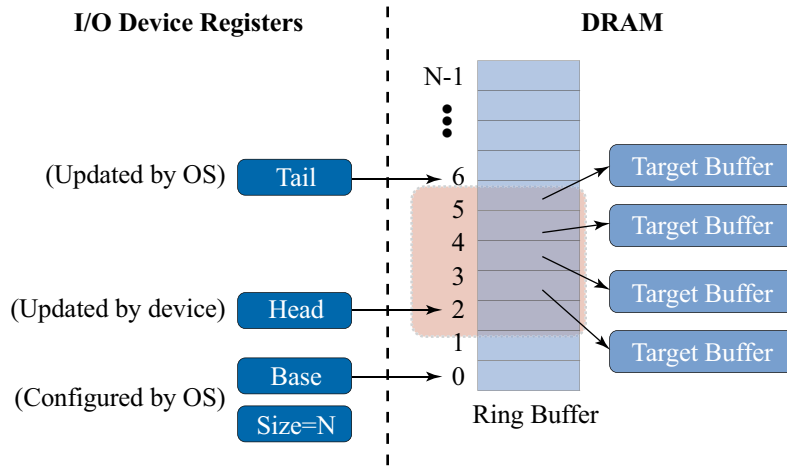 I/O Device Registers
DRAM
N-1
(Updated by OS)
Tail
6
Target Buffer
5
Target Buffer
4
3
Target Buffer
(Updated by device)
Head
2
1
Target Buffer
Base
0
(Configured by OS)
Size=N
Ring Buffer